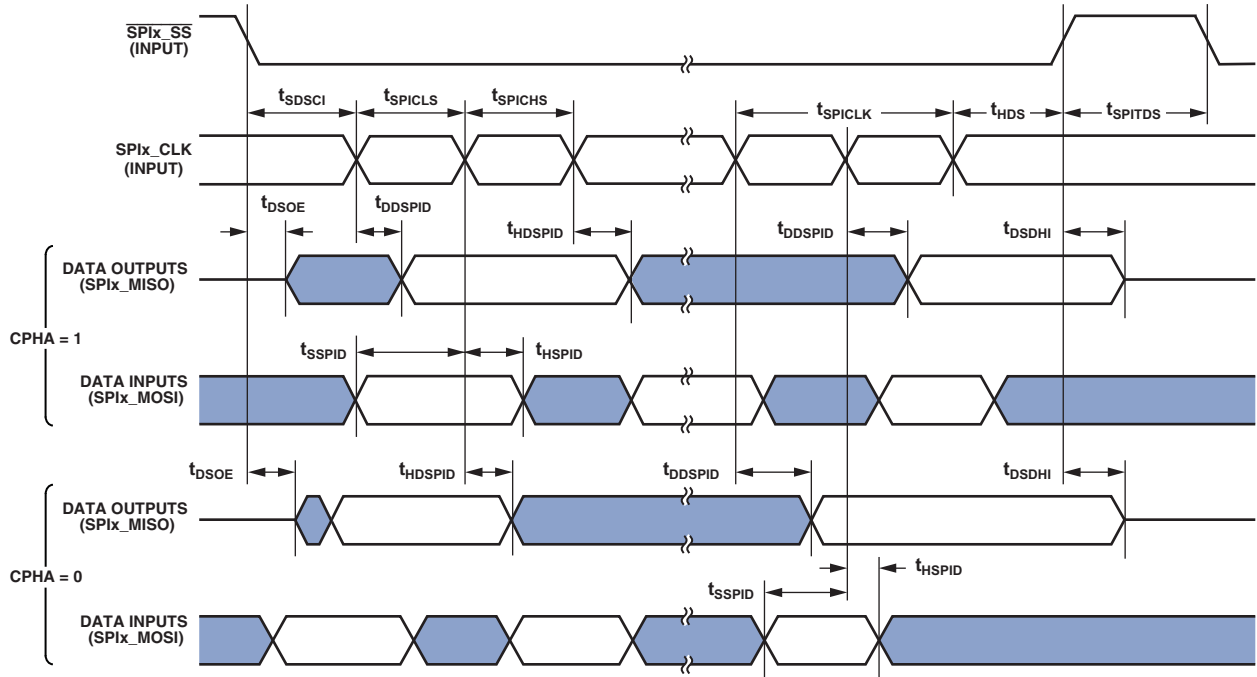 SPIx_SS
(INPUT)
tSDSCI
tSPICLS
tSPICHS
tSPICLK
tHDS
tSPITDS
SPIx_CLK
(INPUT)
tDSOE
tDDSPID
tHDSPID
tDDSPID
tDSDHI
DATA OUTPUTS
(SPIx_MISO)
CPHA = 1
tSSPID
tHSPID
DATA INPUTS
(SPIx_MOSI)
tDSOE
tHDSPID
tDDSPID
tDSDHI
DATA OUTPUTS
(SPIx_MISO)
CPHA = 0
tHSPID
tSSPID
DATA INPUTS
(SPIx_MOSI)